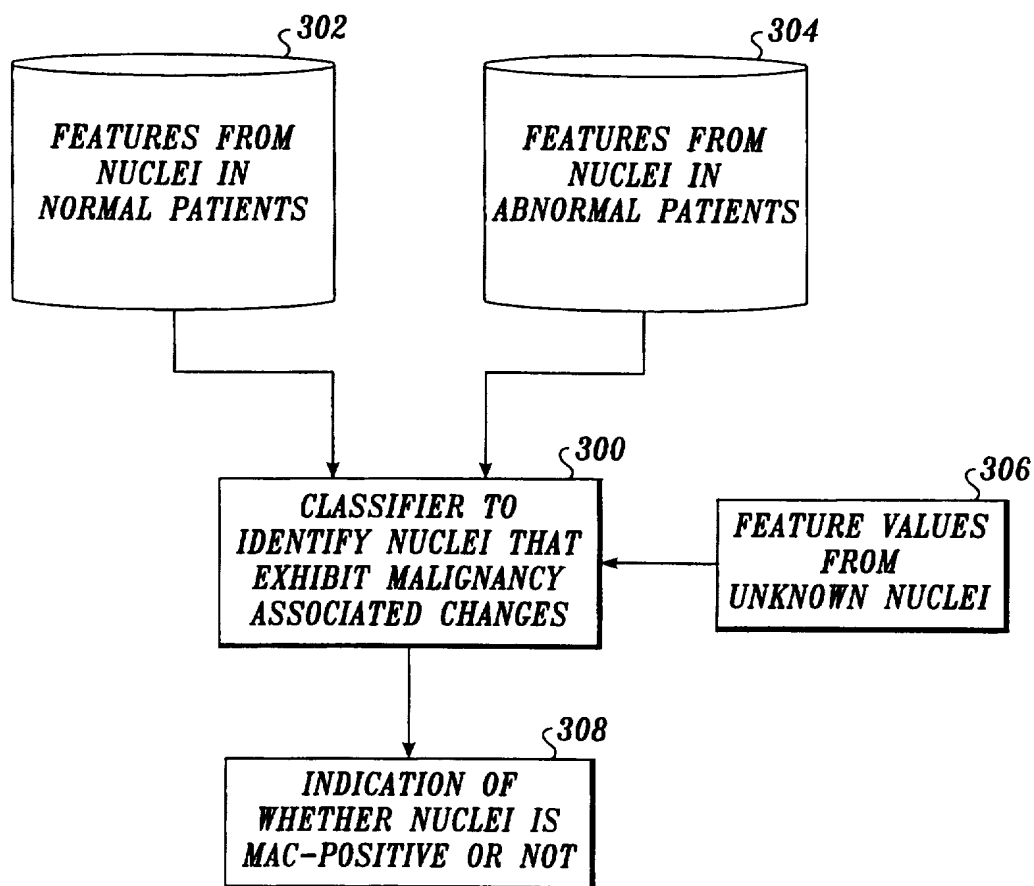 302
FEATURES FROM
NUCLEI IN
NORMAL PATIENTS
304
FEATURES FROM
NUCLEI IN
ABNORMAL PATIENTS
300
CLASSIFIER TO
IDENTIFY NUCLEI THAT
EXHIBIT MALIGNANCY
ASSOCIATED CHANGES
306
FEATURE VALUES
FROM
UNKNOWN NUCLEI
308
INDICATION OF
WHETHER NUCLEI IS
MAC-POSITIVE OR NOT